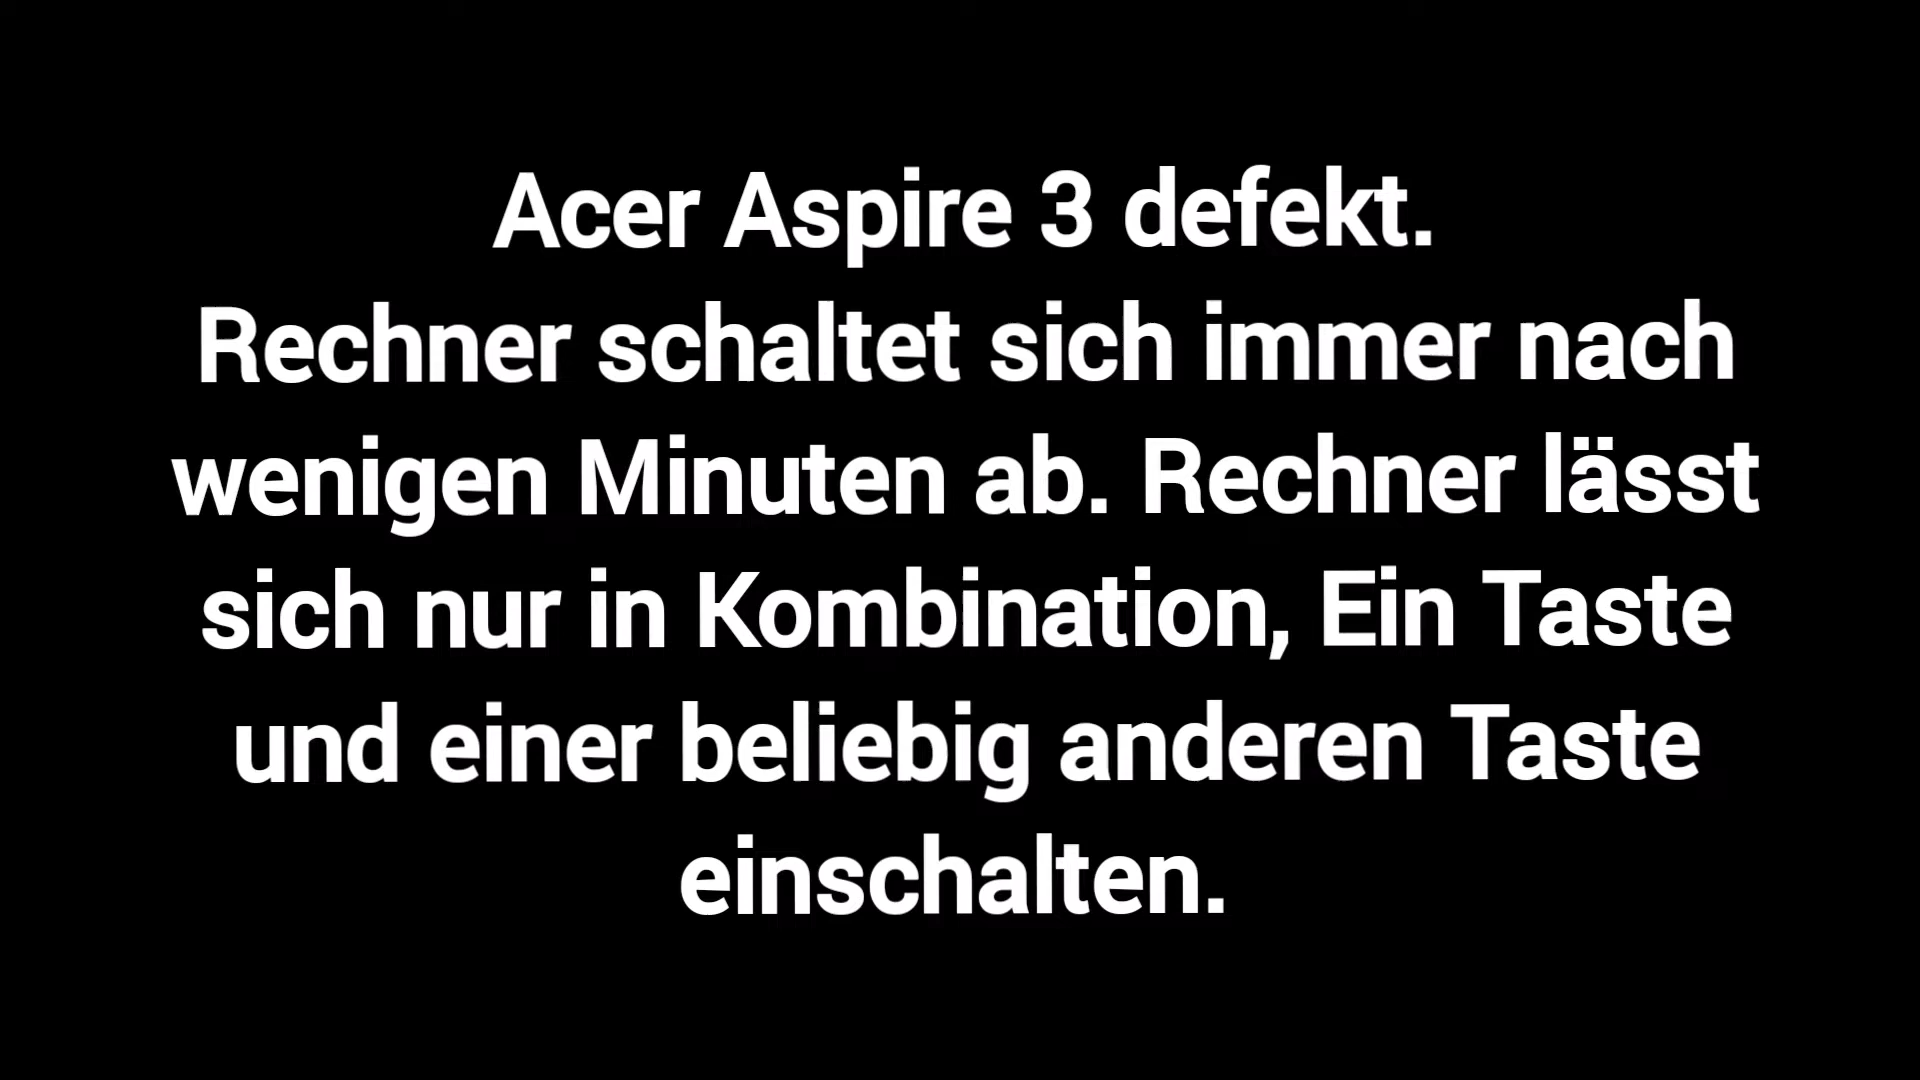 Acer Aspire 3 defekt.
Rechner schaltet sich immer nach
wenigen Minuten ab. Rechner lässt
sich nur in Kombination, Ein Taste
und einer beliebig anderen Taste
einschalten.